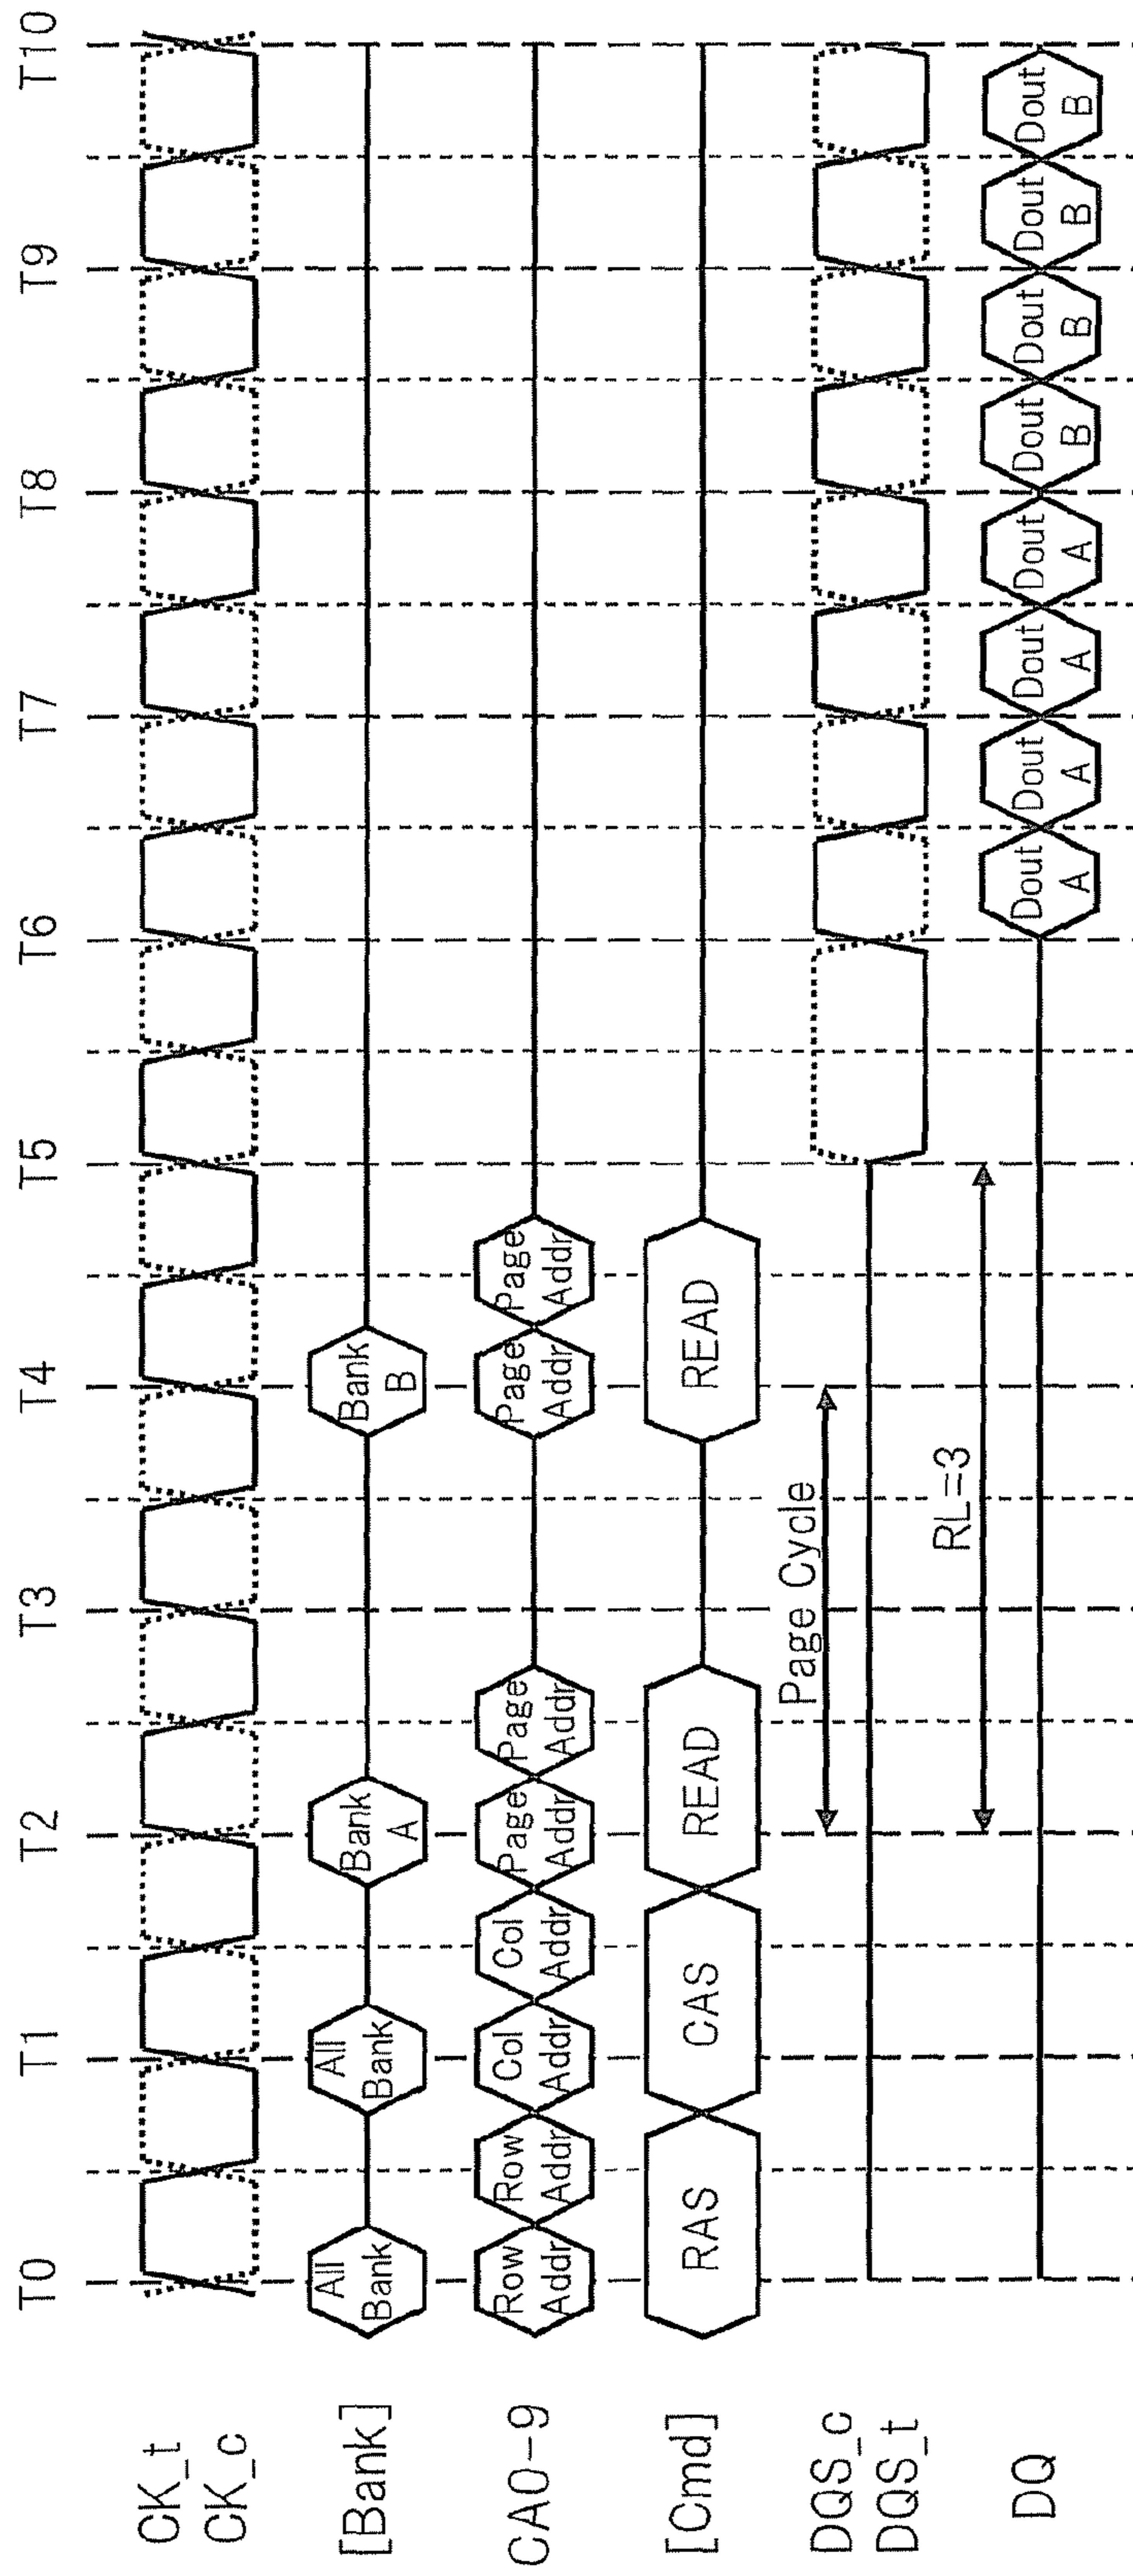 T0 T1 T2 T3 T4 T5 T6 T7 T8 T9 T10
CK_t
CK_c
[Bank]
All
Bank
All
Bank
Bank
A
Bank
B
CA0-9
Row
Addr
Row
Addr
Col
Addr
Col
Addr
Page
Addr
Page
Addr
Page
Addr
Page
Addr
[Cmd]
RAS
CAS
READ
READ
Page Cycle
DQS_c
DQS_t
RL=3
DQ
Dout
A
Dout
A
Dout
A
Dout
A
Dout
B
Dout
B
Dout
B
Dout
B